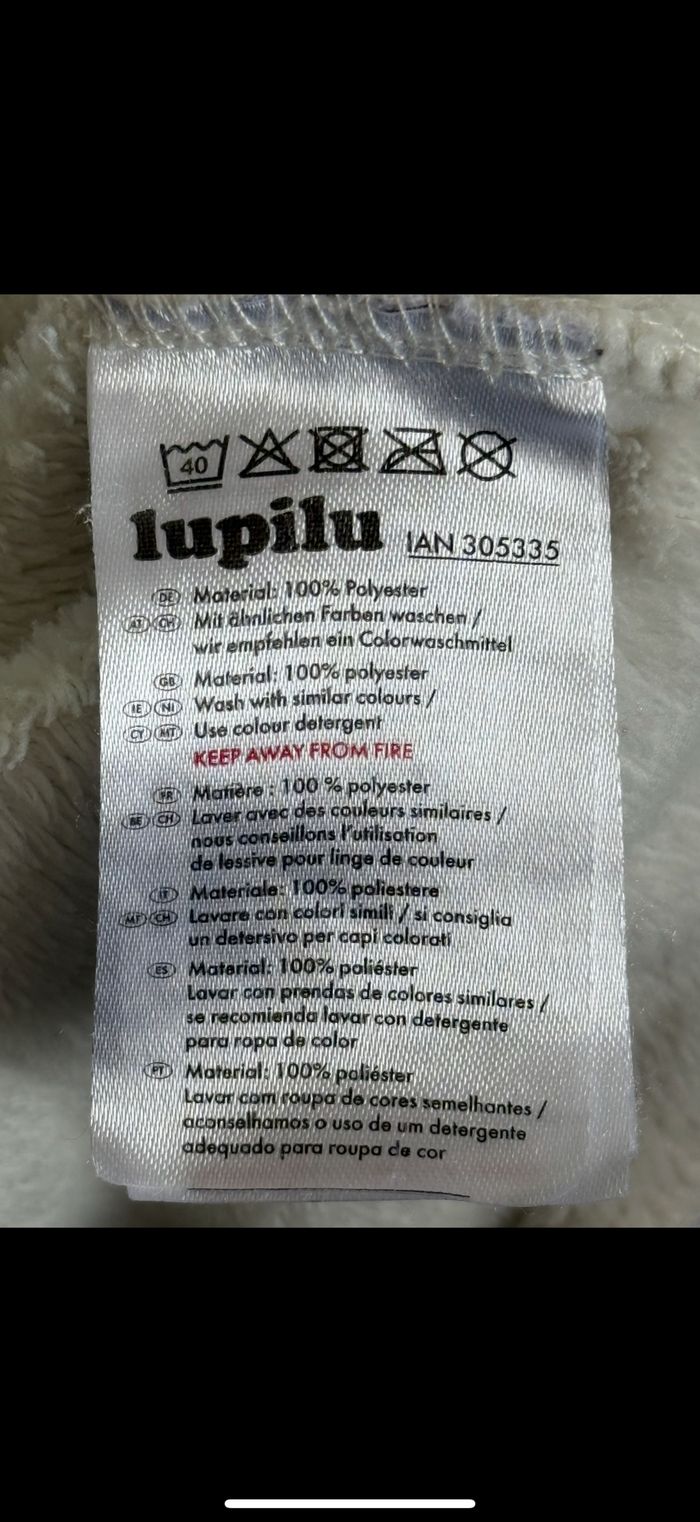 40
lupilu IAN 305335
DE Material: 100% Polyester
AT CH Mit ähnlichen Farben waschen /
wir empfehlen ein Colorwaschmittel
GB Material: 100% polyester
IE NI Wash with similar colours /
CY MT Use colour detergent
KEEP AWAY FROM FIRE
FR Matière : 100 % polyester
BE CH Laver avec des couleurs similaires /
nous conseillons l'utilisation
de lessive pour linge de couleur
IT Materiale: 100% poliestere
MT CH Lavare con colori simili / si consiglia
un detersivo per capi colorati
ES Material: 100% poliéster
Lavar con prendas de colores similares /
se recomienda lavar con detergente
para ropa de color
PT Material: 100% poliéster
Lavar com roupa de cores semelhantes /
aconselhamos o uso de um detergente
adequado para roupa de cor